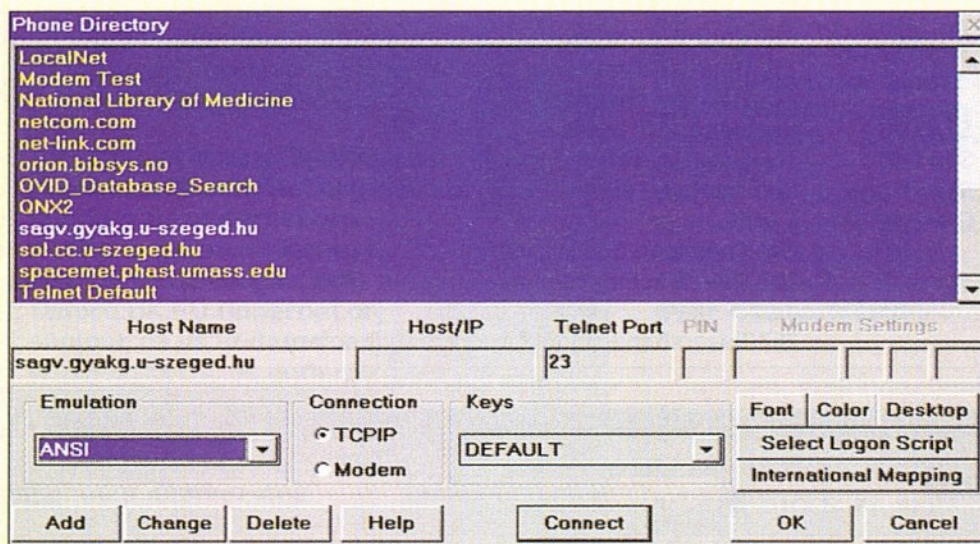 Phone Directory
LocalNet
Modem Test
National Library of Medicine
netcom.com
net-link.com
orion.bibsys.no
OVID_Database_Search
QNX2
sagv.gyakg.u-szeged.hu
sol.cc.u-szeged.hu
spacemet.phast.umass.edu
Telnet Default
Host Name Host/IP Telnet Port PIN Modem Settings
sagv.gyakg.u-szeged.hu 23
Emulation Connection Keys Font Color Desktop
ANSI TCPIP DEFAULT Select Logon Script
Modem International Mapping
Add Change Delete Help Connect OK Cancel